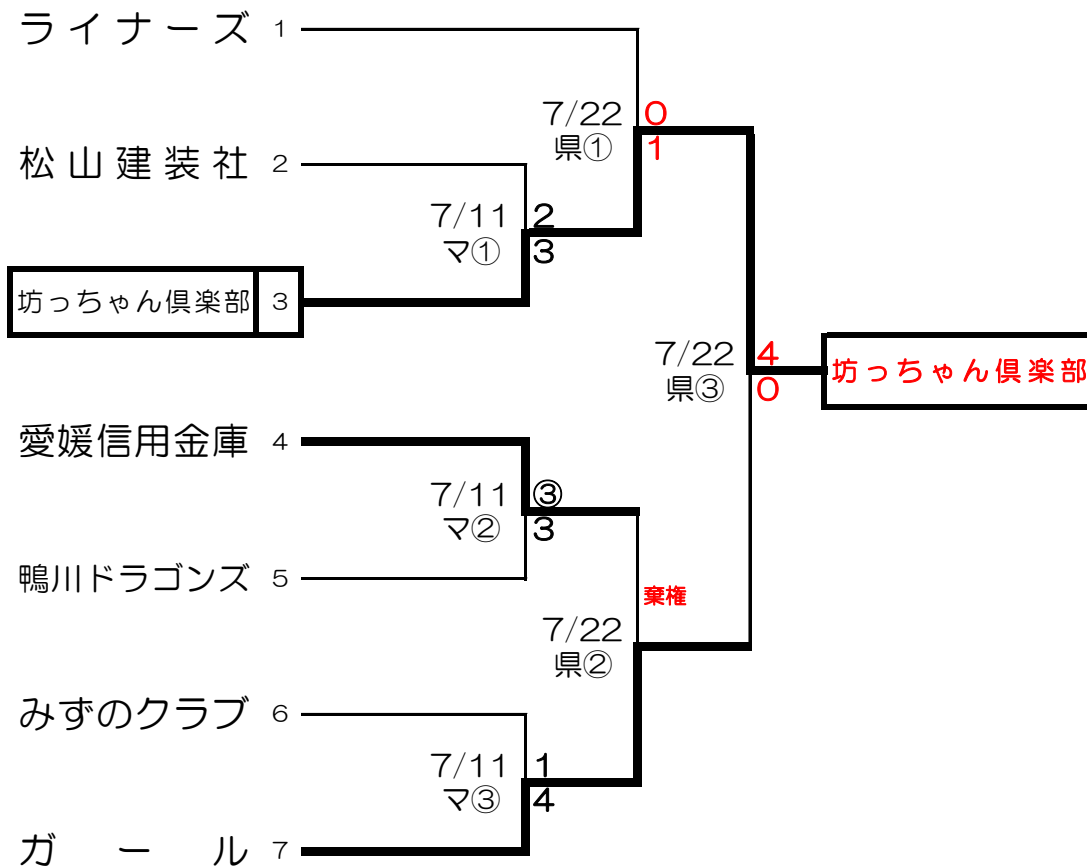 ライナーズ 1
7/22 0
県① 1
松山建装社 2
7/11 2
マ① 3
坊っちゃん倶楽部 3
7/22 4
県③ 0
坊っちゃん倶楽部
愛媛信用金庫 4
7/11 ③
マ② 3
鴨川ドラゴンズ 5
棄権
7/22
県②
みずのクラブ 6
7/11 1
マ③ 4
ガール 7